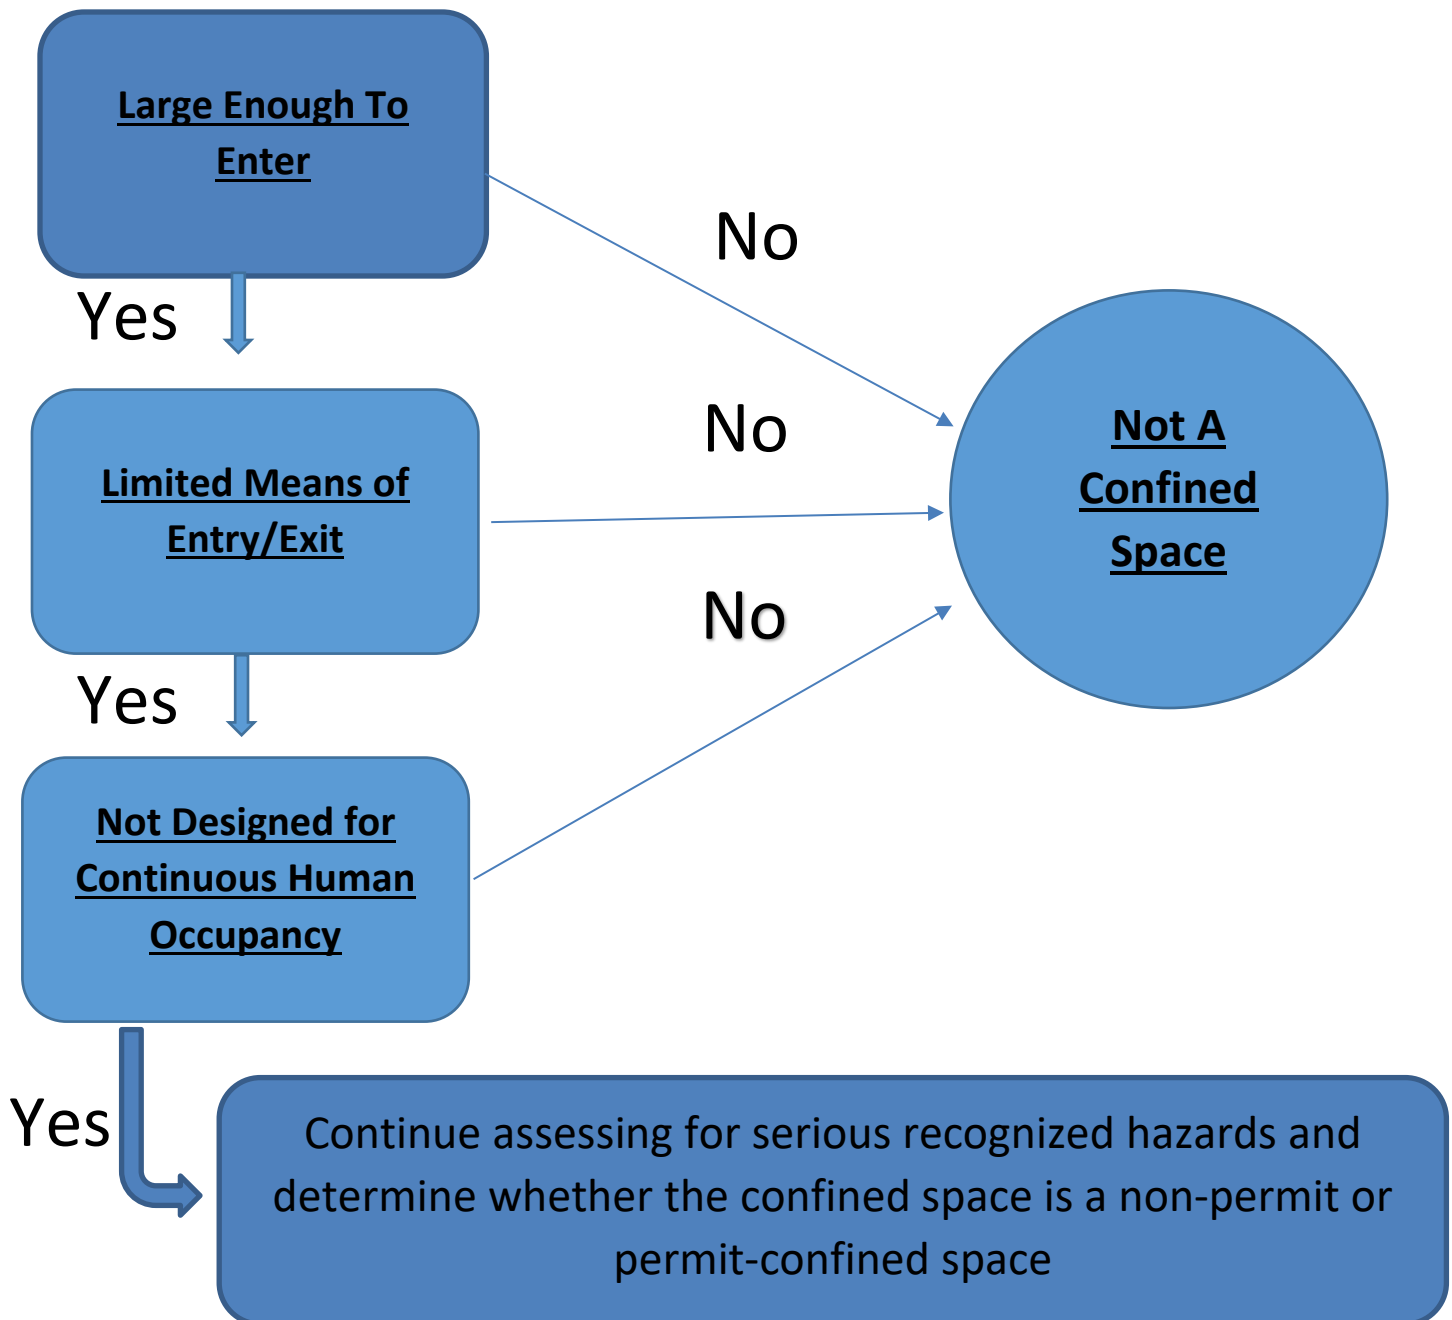 Large Enough To
Enter
No
Yes
Limited Means of
Entry/Exit
No
Not A
Confined
Space
No
Yes
Not Designed for
Continuous Human
Occupancy
Yes
Continue assessing for serious recognized hazards and
determine whether the confined space is a non-permit or
permit-confined space